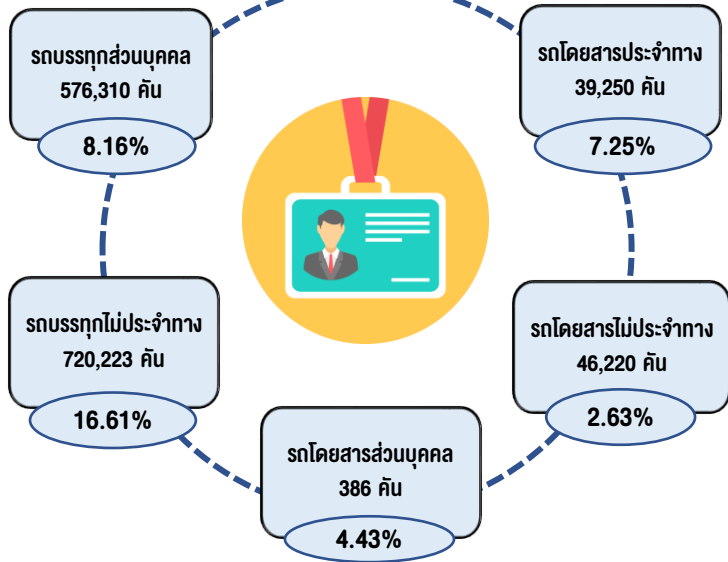 รถบรรทุกส่วนบุคคล
576,310 คัน
8.16%
รถโดยสารประจำทาง
39,250 คัน
7.25%
รถบรรทุกไม่ประจำทาง
720,223 คัน
16.61%
รถโดยสารไม่ประจำทาง
46,220 คัน
2.63%
รถโดยสารส่วนบุคคล
386 คัน
4.43%